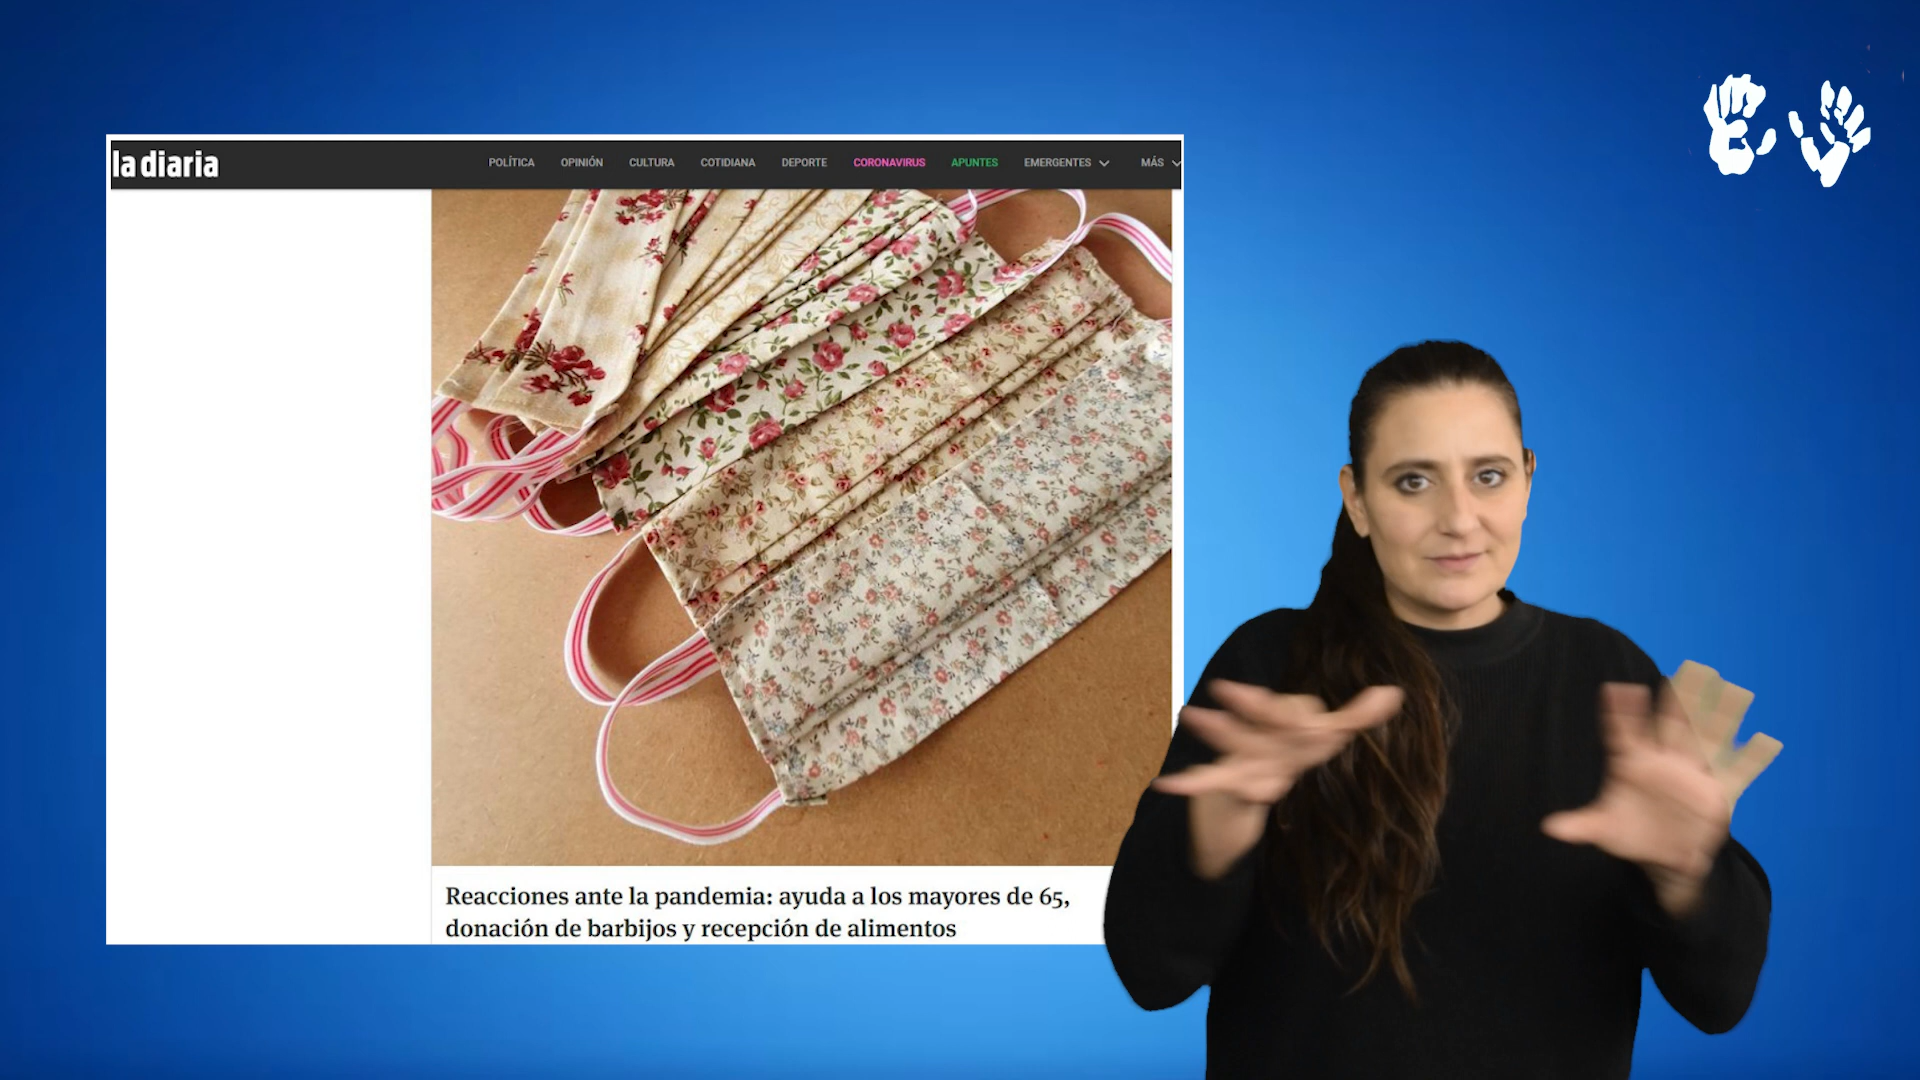 la diaria
POLÍTICA OPINIÓN CULTURA COTIDIANA DEPORTE CORONAVIRUS APUNTES EMERGENTES MÁS
Reacciones ante la pandemia: ayuda a los mayores de 65,
donación de barbijos y recepción de alimentos